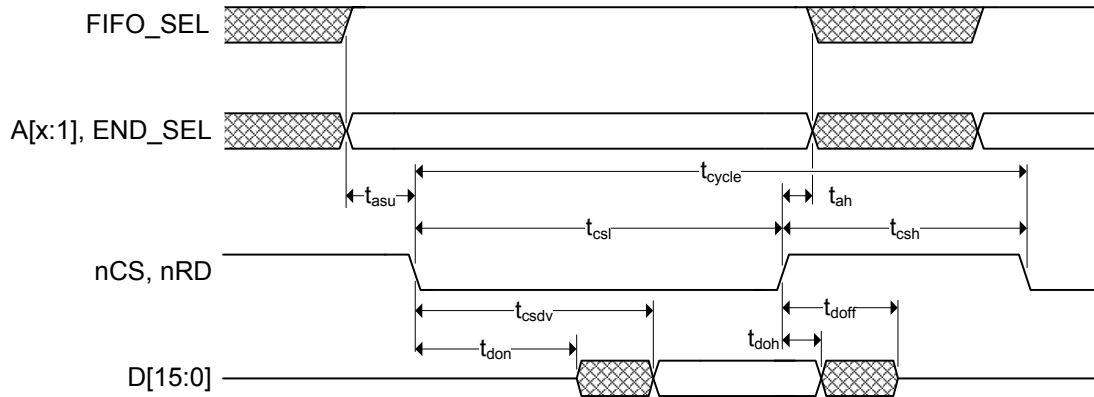 FIFO_SEL
A[x:1], END_SEL
tcycle
tasu
tah
tcsl
tcsh
nCS, nRD
tcsdv
tdoff
tdon
tdoh
D[15:0]